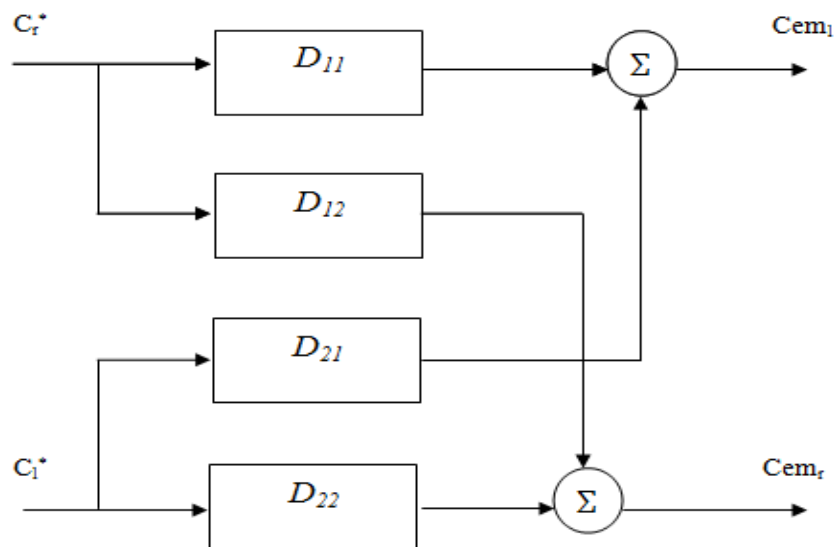 Cᵣ* D₁₁ Σ Cem₁
D₁₂
D₂₁
Cₗ* D₂₂ Σ Cemᵣ